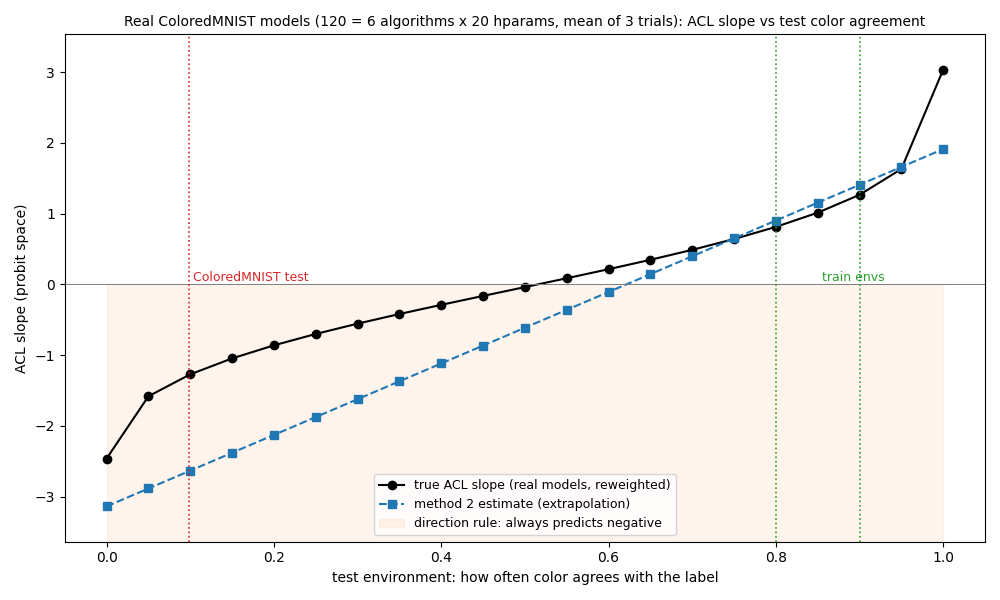 Real ColoredMNIST models (120 = 6 algorithms x 20 hparams, mean of 3 trials): ACL slope vs test color agreement
ACL slope (probit space)
3
2
1
0
−1
−2
−3
ColoredMNIST test
train envs
true ACL slope (real models, reweighted)
method 2 estimate (extrapolation)
direction rule: always predicts negative
0.0
0.2
0.4
0.6
0.8
1.0
test environment: how often color agrees with the label